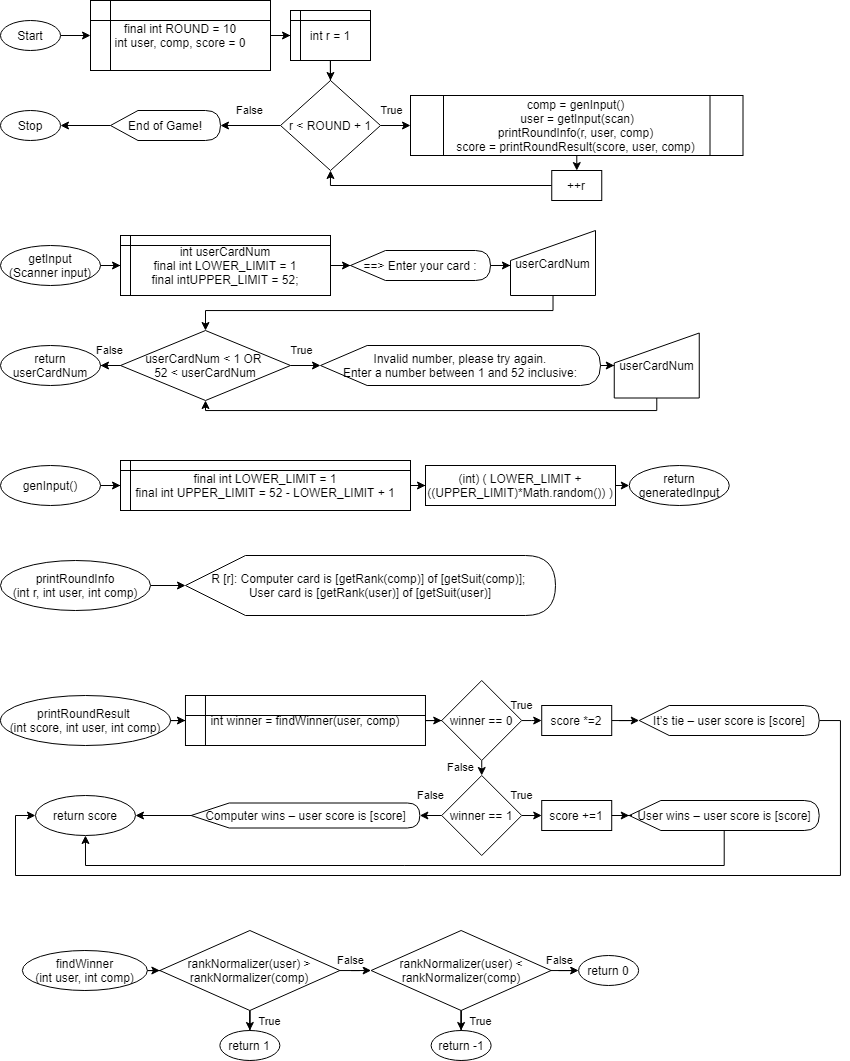 Start
final int ROUND = 10
int user, comp, score = 0
int r = 1
Stop
End of Game!
False
r < ROUND + 1
True
comp = genInput()
user = getInput(scan)
printRoundInfo(r, user, comp)
score = printRoundResult(score, user, comp)
++r
getInput
(Scanner input)
int userCardNum
final int LOWER_LIMIT = 1
final intUPPER_LIMIT = 52;
==> Enter your card :
userCardNum
return
userCardNum
False
userCardNum < 1 OR
52 < userCardNum
True
Invalid number, please try again.
Enter a number between 1 and 52 inclusive:
userCardNum
genInput()
final int LOWER_LIMIT = 1
final int UPPER_LIMIT = 52 - LOWER_LIMIT + 1
(int) ( LOWER_LIMIT +
((UPPER_LIMIT)*Math.random()) )
return
generatedInput
printRoundInfo
(int r, int user, int comp)
R [r]: Computer card is [getRank(comp)] of [getSuit(comp)];
User card is [getRank(user)] of [getSuit(user)]
printRoundResult
(int score, int user, int comp)
int winner = findWinner(user, comp)
winner == 0
True
score *=2
It's tie – user score is [score]
False
return score
Computer wins – user score is [score]
False
winner == 1
True
score +=1
User wins – user score is [score]
findWinner
(int user, int comp)
rankNormalizer(user) >
rankNormalizer(comp)
False
rankNormalizer(user) <
rankNormalizer(comp)
False
return 0
True
return 1
True
return -1